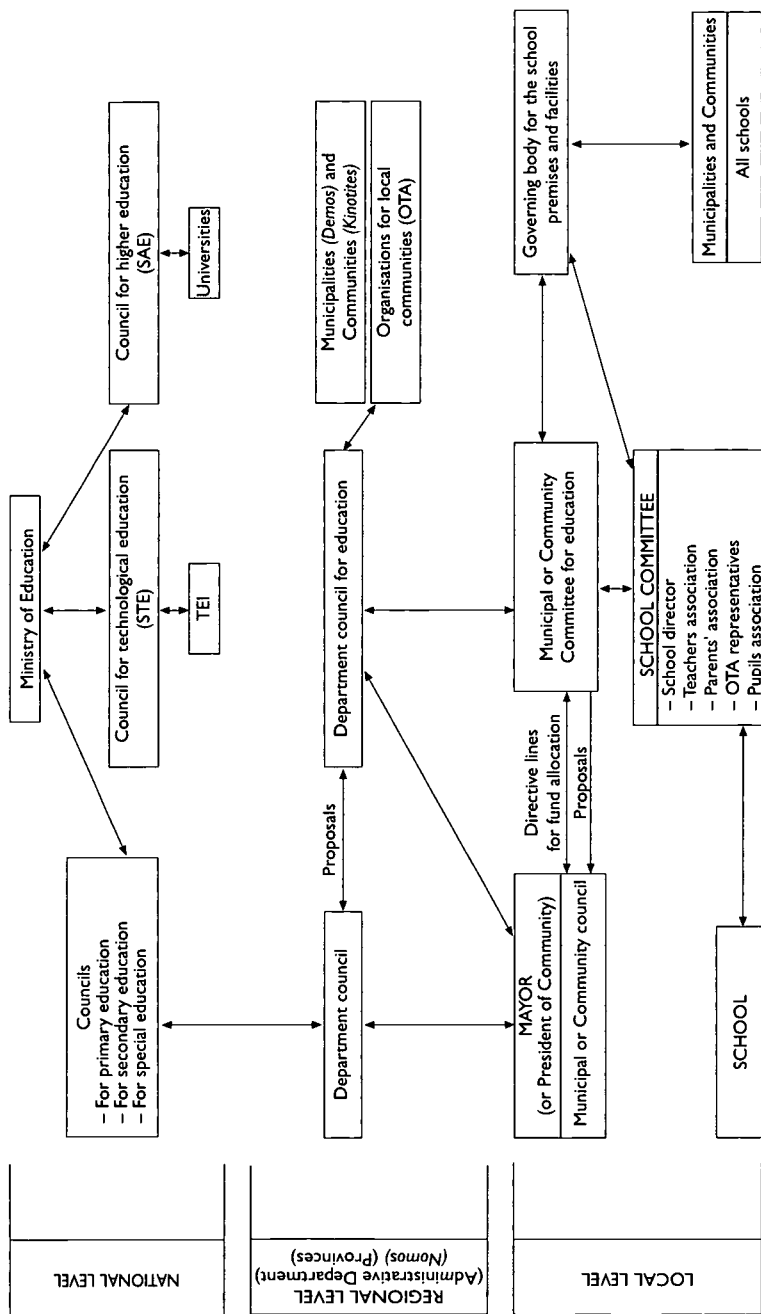 NATIONAL LEVEL
Ministry of Education
Councils
– For primary education
– For secondary education
– For special education
Council for technological education
(STE)
TEI
Council for higher education
(SAE)
Universities
REGIONAL LEVEL
(Administrative Department)
(Nomos) (Provinces)
Department council
Proposals
Department council for education
Municipalities (Demos) and
Communities (Kinotites)
Organisations for local
communities (OTA)
LOCAL LEVEL
MAYOR
(or President of Community)
Municipal or Community council
Directive lines
for fund allocation
Proposals
Municipal or Community
Committee for education
Governing body for the school
premises and facilities
SCHOOL
SCHOOL COMMITTEE
– School director
– Teachers association
– Parents' association
– OTA representatives
– Pupils association
Municipalities and Communities
All schools